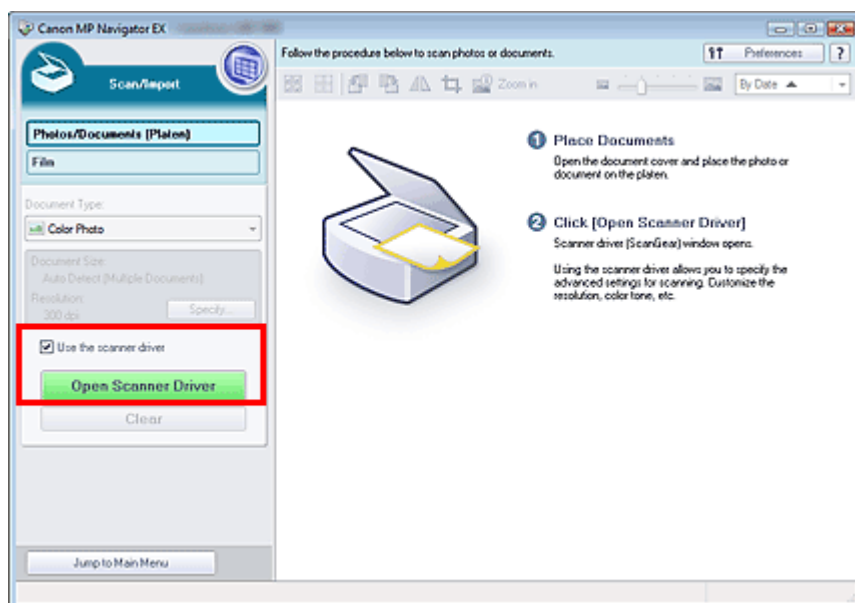 Canon MP Navigator EX
Scan/Import
Follow the procedure below to scan photos or documents.
Preferences
?
Zoom in
By Date
Photos/Documents (Platen)
Film
Document Type:
Color Photo
Document Size:
Auto Detect (Multiple Documents)
Resolution:
300 dpi
Specify...
Use the scanner driver
Open Scanner Driver
Clear
Jump to Main Menu
1 Place Documents
Open the document cover and place the photo or
document on the platen.
2 Click [Open Scanner Driver]
Scanner driver (ScanGear) window opens.
Using the scanner driver allows you to specify the
advanced settings for scanning. Customize the
resolution, color tone, etc.